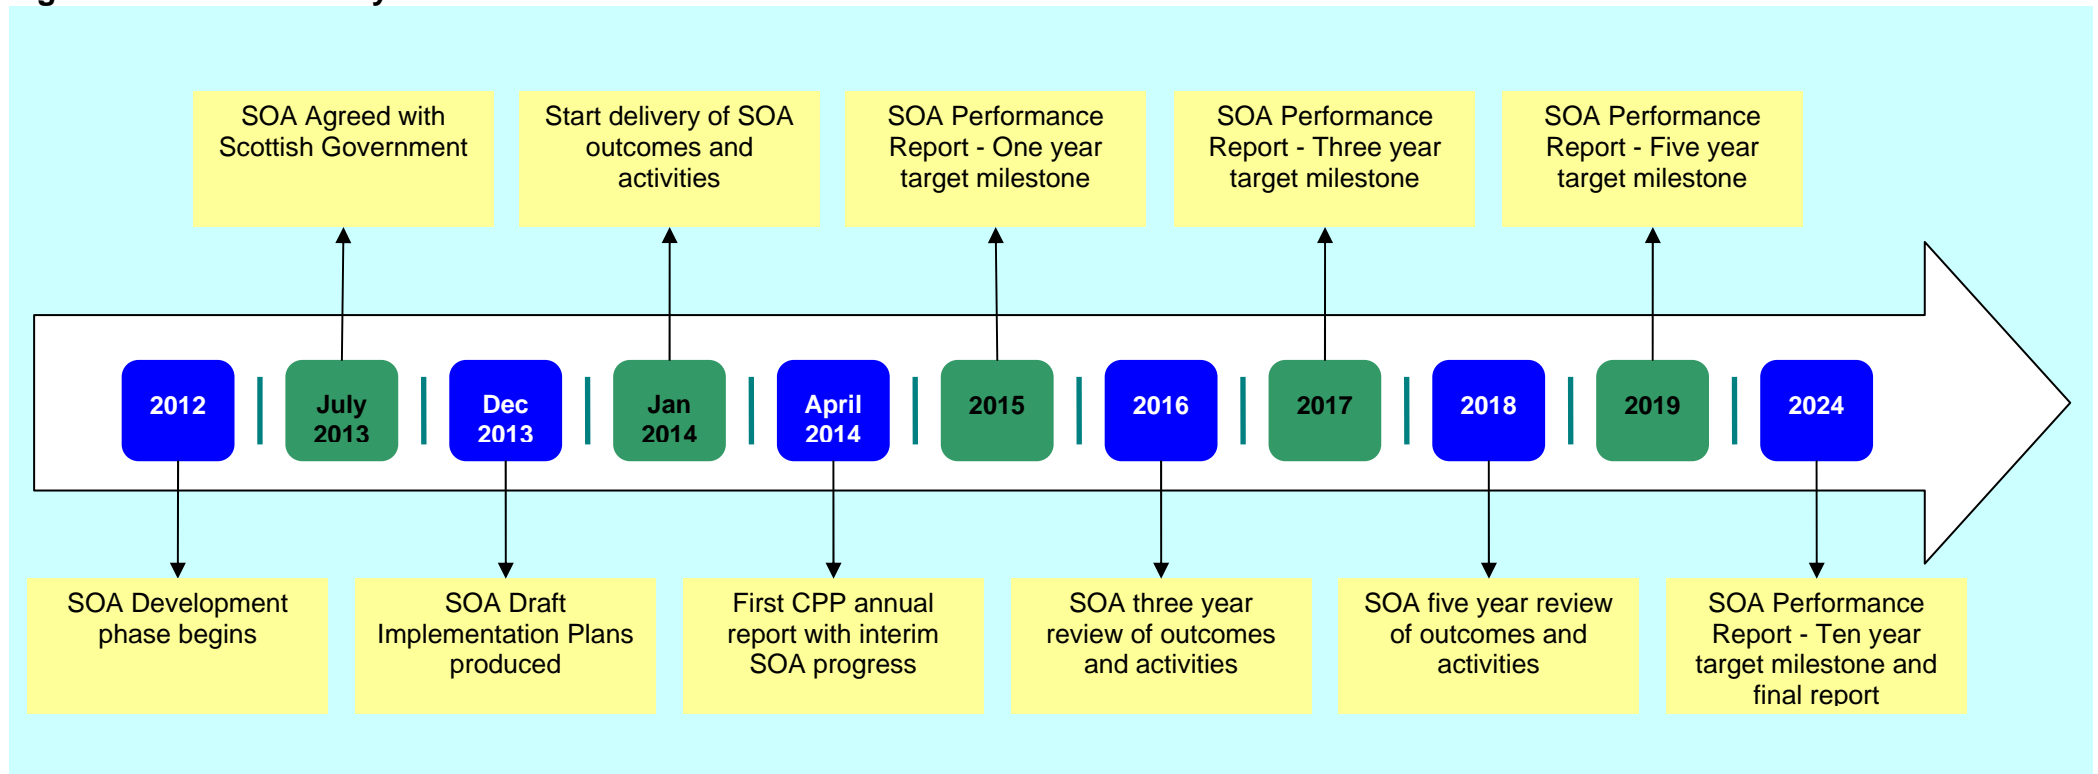 SOA Agreed with
Scottish Government
Start delivery of SOA
outcomes and
activities
SOA Performance
Report - One year
target milestone
SOA Performance
Report - Three year
target milestone
SOA Performance
Report - Five year
target milestone
2012
July
2013
Dec
2013
Jan
2014
April
2014
2015
2016
2017
2018
2019
2024
SOA Development
phase begins
SOA Draft
Implementation Plans
produced
First CPP annual
report with interim
SOA progress
SOA three year
review of outcomes
and activities
SOA five year review
of outcomes and
activities
SOA Performance
Report - Ten year
target milestone and
final report